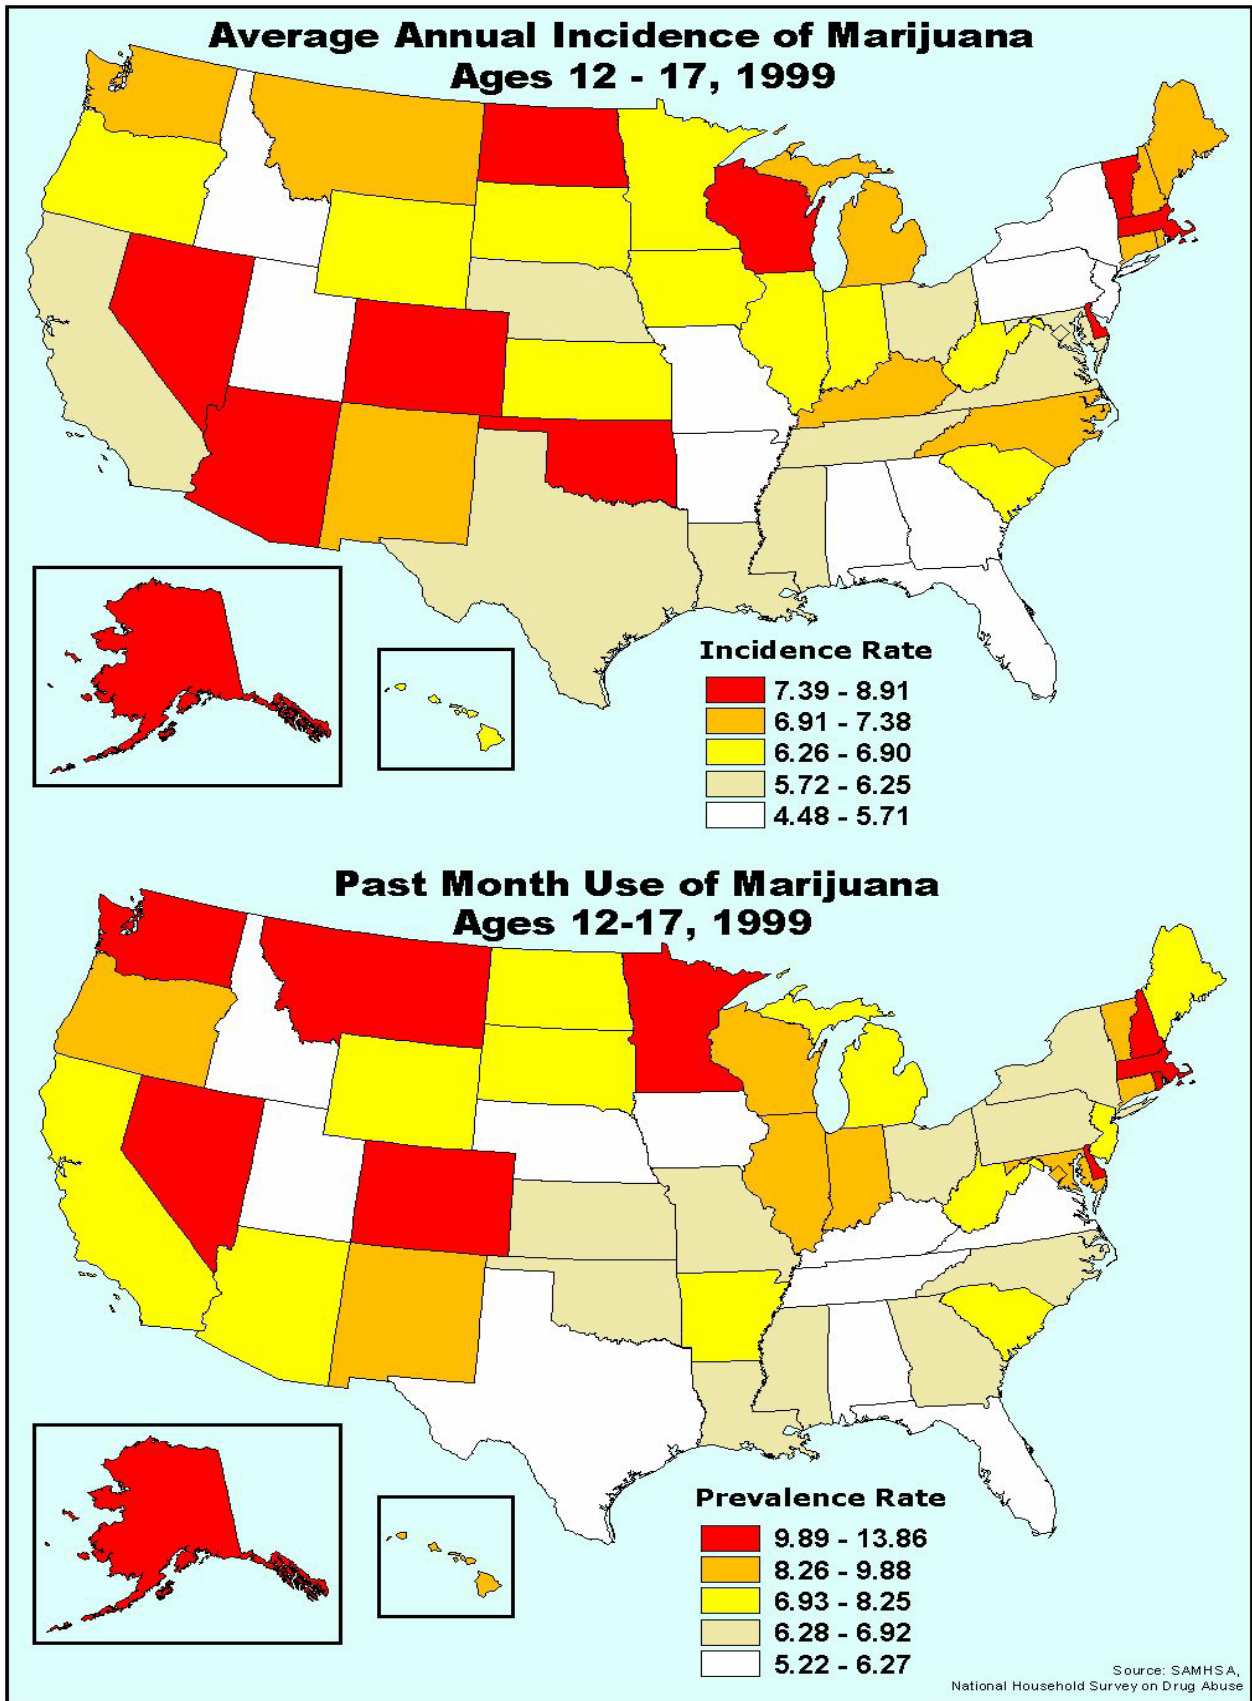 Average Annual Incidence of Marijuana
Ages 12 - 17, 1999
Incidence Rate
7.39 - 8.91
6.91 - 7.38
6.26 - 6.90
5.72 - 6.25
4.48 - 5.71
Past Month Use of Marijuana
Ages 12-17, 1999
Prevalence Rate
9.89 - 13.86
8.26 - 9.88
6.93 - 8.25
6.28 - 6.92
5.22 - 6.27
Source: SAMHSA,
National Household Survey on Drug Abuse